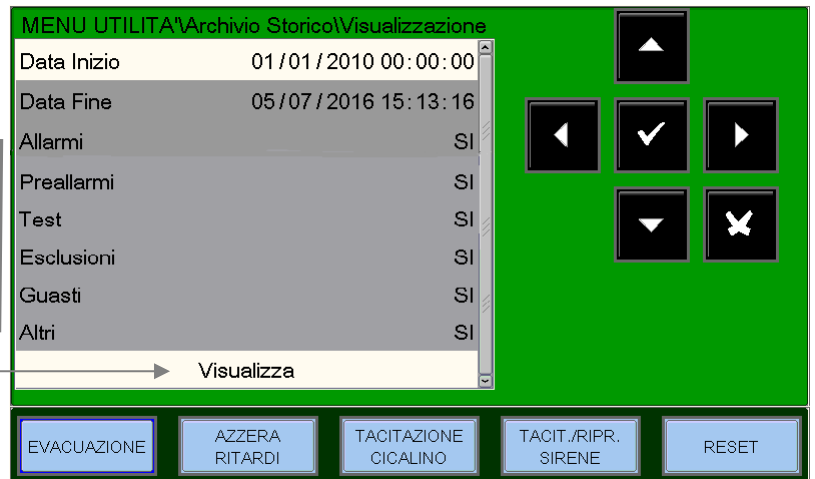 MENU UTILITA'\Archivio Storico\Visualizzazione
Data Inizio 01/01/2010 00:00:00
Data Fine 05/07/2016 15:13:16
Allarmi SI
Preallarmi SI
Test SI
Esclusioni SI
Guasti SI
Altri SI
Visualizza
EVACUAZIONE
AZZERA
RITARDI
TACITAZIONE
CICALINO
TACIT./RIPR.
SIRENE
RESET